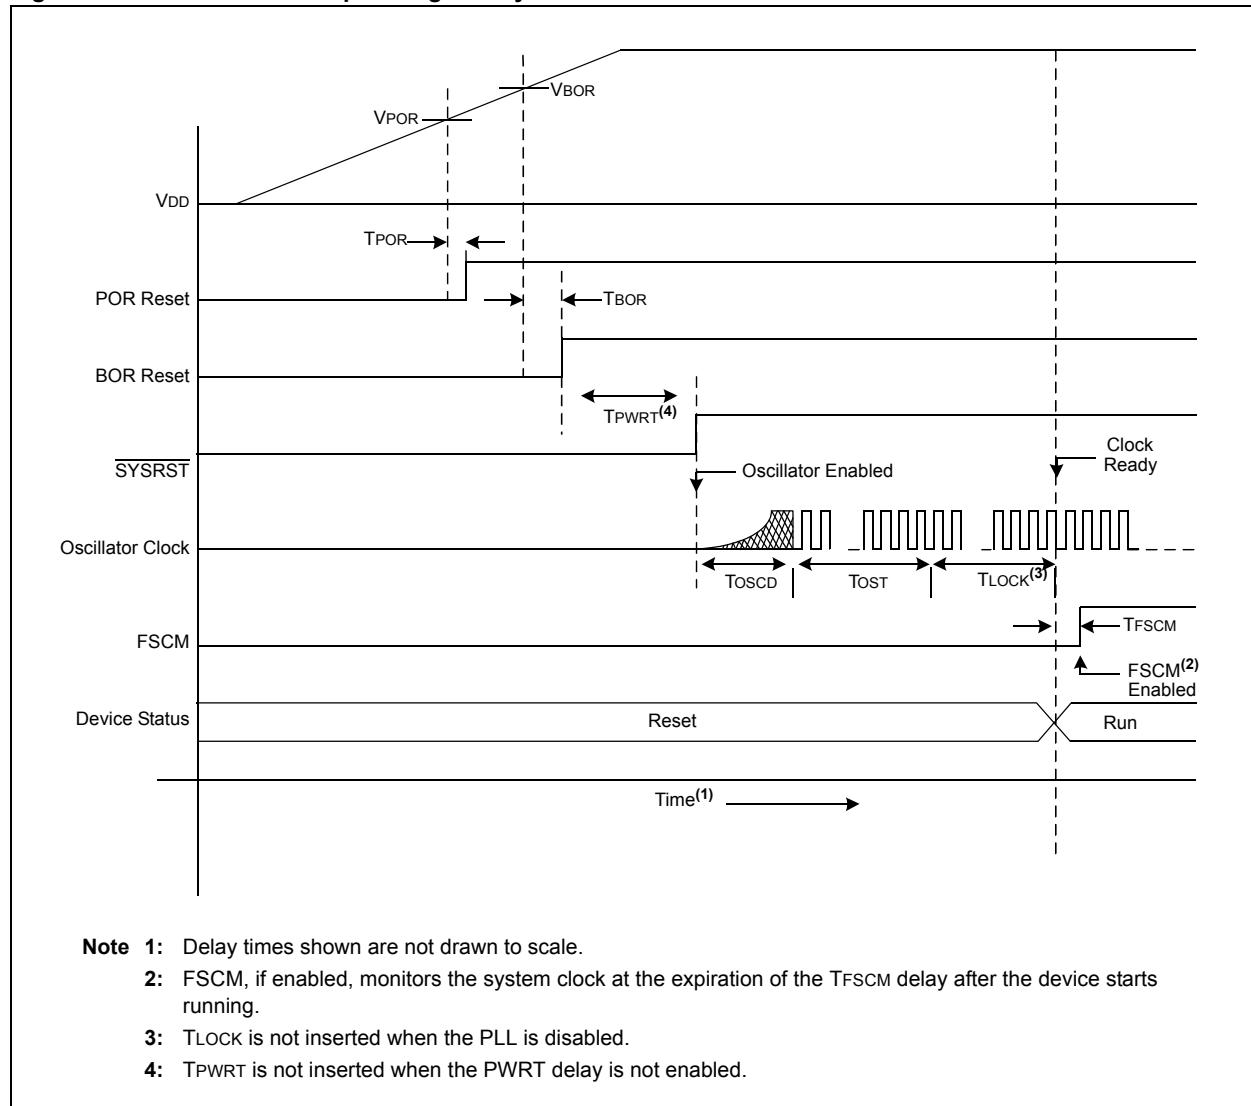 VBOR
VPOR
VDD
TPOR
POR Reset
TBOR
BOR Reset
TPWRT(4)
SYSRST
Clock
Ready
Oscillator Enabled
Oscillator Clock
TOSCD
TOST
TLOCK(3)
TFSCM
FSCM
FSCM(2)
Enabled
Device Status
Reset
Run
Time(1)
Note 1: Delay times shown are not drawn to scale.
2: FSCM, if enabled, monitors the system clock at the expiration of the TFSCM delay after the device starts
running.
3: TLOCK is not inserted when the PLL is disabled.
4: TPWRT is not inserted when the PWRT delay is not enabled.